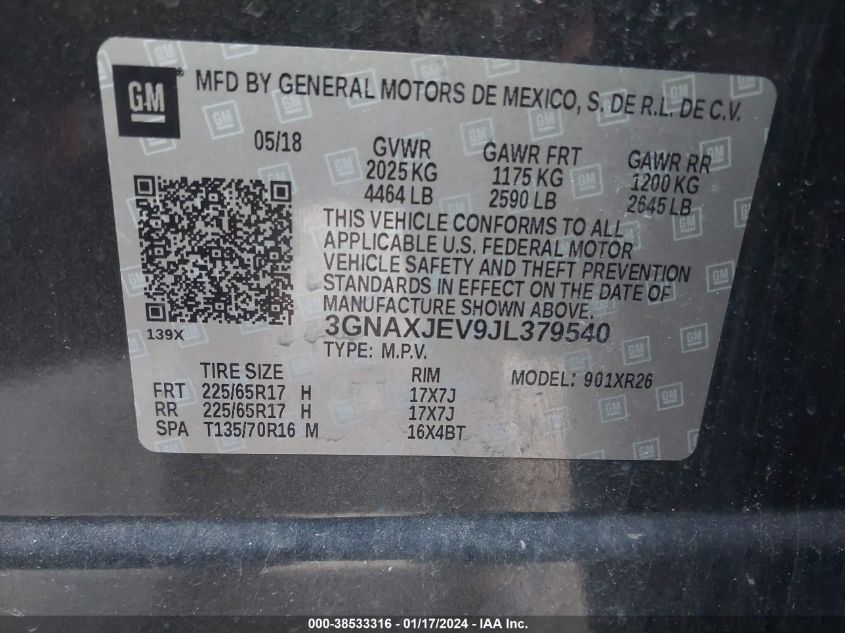 GM
MFD BY GENERAL MOTORS DE MEXICO, S. DE R.L. DE C.V.
05/18 GVWR GAWR FRT GAWR RR
2025 KG 1175 KG 1200 KG
4464 LB 2590 LB 2645 LB
THIS VEHICLE CONFORMS TO ALL
APPLICABLE U.S. FEDERAL MOTOR
VEHICLE SAFETY AND THEFT PREVENTION
STANDARDS IN EFFECT ON THE DATE OF
MANUFACTURE SHOWN ABOVE.
139X 3GNAXJEV9JL379540
TYPE: M.P.V.
TIRE SIZE RIM MODEL: 901XR26
FRT 225/65R17 H 17X7J
RR 225/65R17 H 17X7J
SPA T135/70R16 M 16X4BT
000-38533316 - 01/17/2024 - IAA Inc.